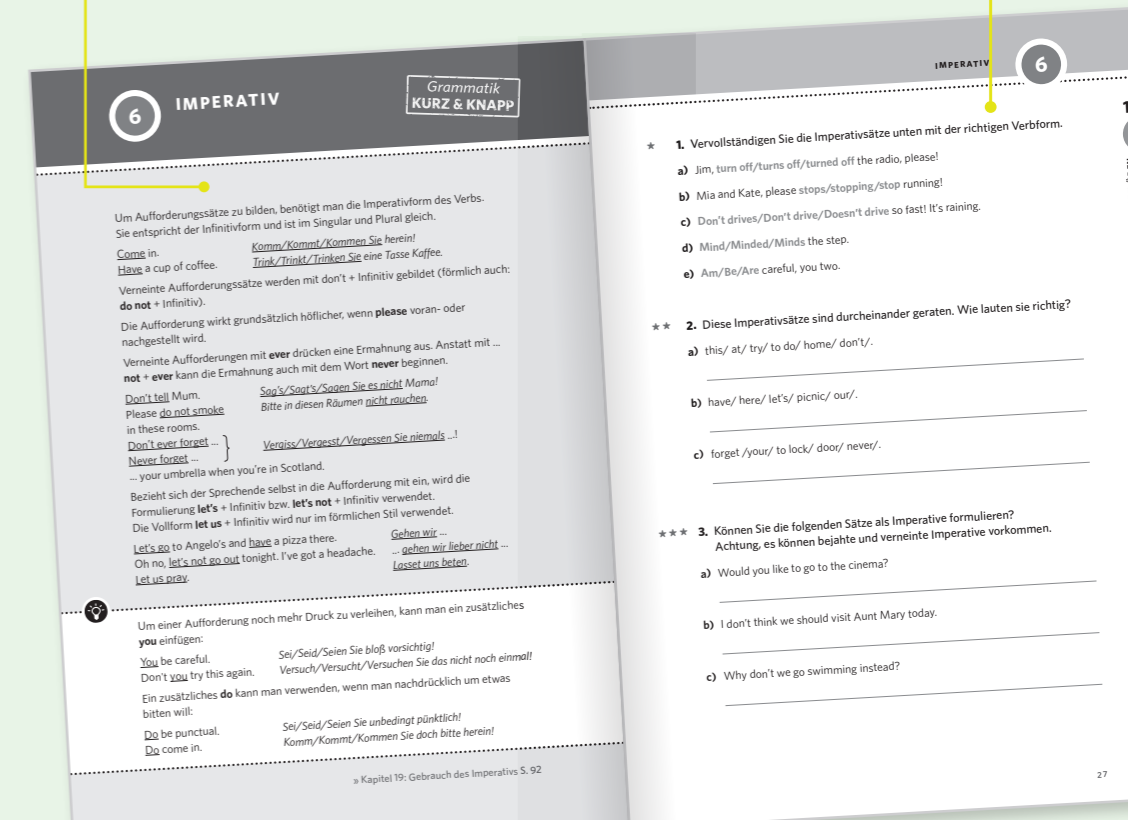 6
IMPERATIV
Grammatik
KURZ & KNAPP
Um Aufforderungssätze zu bilden, benötigt man die Imperativform des Verbs.
Sie entspricht der Infinitivform und ist im Singular und Plural gleich.
Come in. Komm/Kommt/Kommen Sie herein!
Have a cup of coffee. Trink/Trinkt/Trinken Sie eine Tasse Kaffee.
Verneinte Aufforderungssätze werden mit don't + Infinitiv gebildet (förmlich auch:
do not + Infinitiv).
Die Aufforderung wirkt grundsätzlich höflicher, wenn please voran- oder
nachgestellt wird.
Verneinte Aufforderungen mit ever drücken eine Ermahnung aus. Anstatt mit ...
not + ever kann die Ermahnung auch mit dem Wort never beginnen.
Don't tell Mum. Sag's/Sagt's/Sagen Sie es nicht Mama!
Please do not smoke Bitte in diesen Räumen nicht rauchen.
in these rooms.
Don't ever forget ...
Never forget ... Vergiss/Vergesst/Vergessen Sie niemals ...!
... your umbrella when you're in Scotland.
Bezieht sich der Sprechende selbst in die Aufforderung mit ein, wird die
Formulierung let's + Infinitiv bzw. let's not + Infinitiv verwendet.
Die Vollform let us + Infinitiv wird nur im förmlichen Stil verwendet.
Let's go to Angelo's and have a pizza there. Gehen wir ...
Oh no, let's not go out tonight. I've got a headache. ... gehen wir lieber nicht ...
Let us pray. Lasset uns beten.
Um einer Aufforderung noch mehr Druck zu verleihen, kann man ein zusätzliches
you einfügen:
You be careful. Sei/Seid/Seien Sie bloß vorsichtig!
Don't you try this again. Versuch/Versucht/Versuchen Sie das nicht noch einmal!
Ein zusätzliches do kann man verwenden, wenn man nachdrücklich um etwas
bitten will:
Do be punctual. Sei/Seid/Seien Sie unbedingt pünktlich!
Do come in. Komm/Kommt/Kommen Sie doch bitte herein!
» Kapitel 19: Gebrauch des Imperativs S. 92
IMPERATIV
6
1. Vervollständigen Sie die Imperativsätze unten mit der richtigen Verbform.
a) Jim, turn off/turns off/turned off the radio, please!
b) Mia and Kate, please stops/stopping/stop running!
c) Don't drives/Don't drive/Doesn't drive so fast! It's raining.
d) Mind/Minded/Minds the step.
e) Am/Be/Are careful, you two.
2. Diese Imperativsätze sind durcheinander geraten. Wie lauten sie richtig?
a) this/ at/ try/ to do/ home/ don't/.
b) have/ here/ let's/ picnic/ our/.
c) forget /your/ to lock/ door/ never/.
3. Können Sie die folgenden Sätze als Imperative formulieren?
Achtung, es können bejahte und verneinte Imperative vorkommen.
a) Would you like to go to the cinema?
b) I don't think we should visit Aunt Mary today.
c) Why don't we go swimming instead?
27